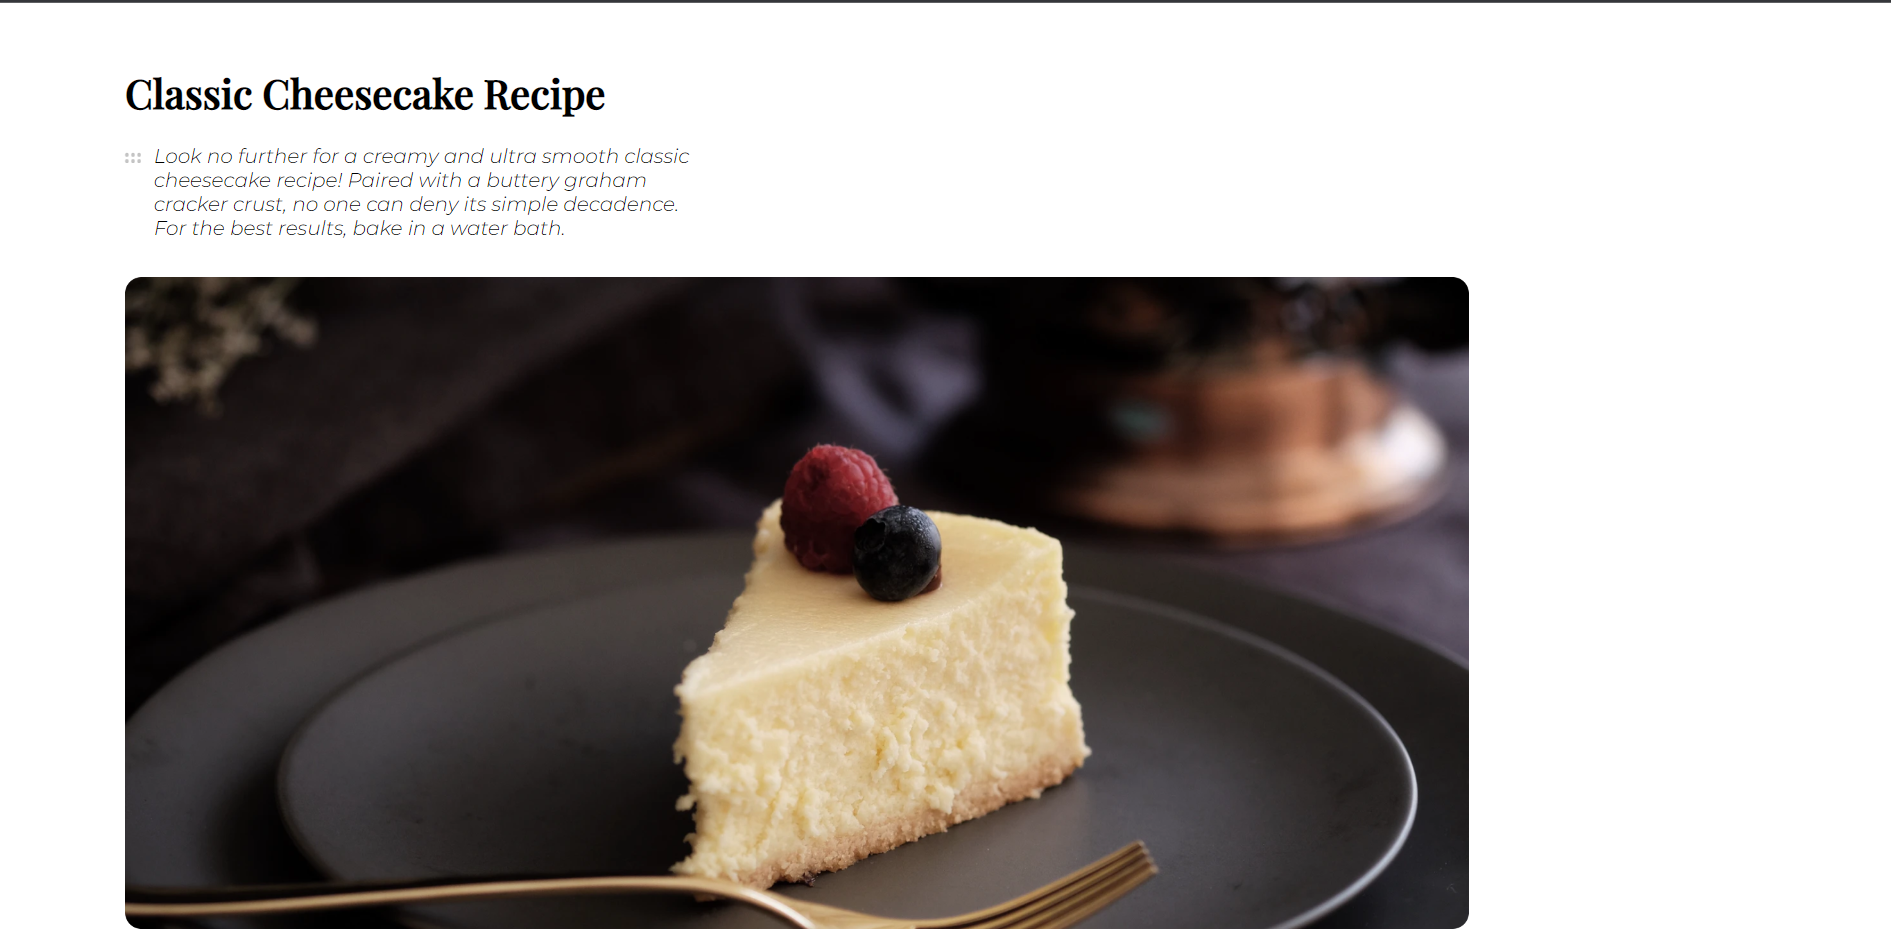 Classic Cheesecake Recipe
Look no further for a creamy and ultra smooth classic
cheesecake recipe! Paired with a buttery graham
cracker crust, no one can deny its simple decadence.
For the best results, bake in a water bath.